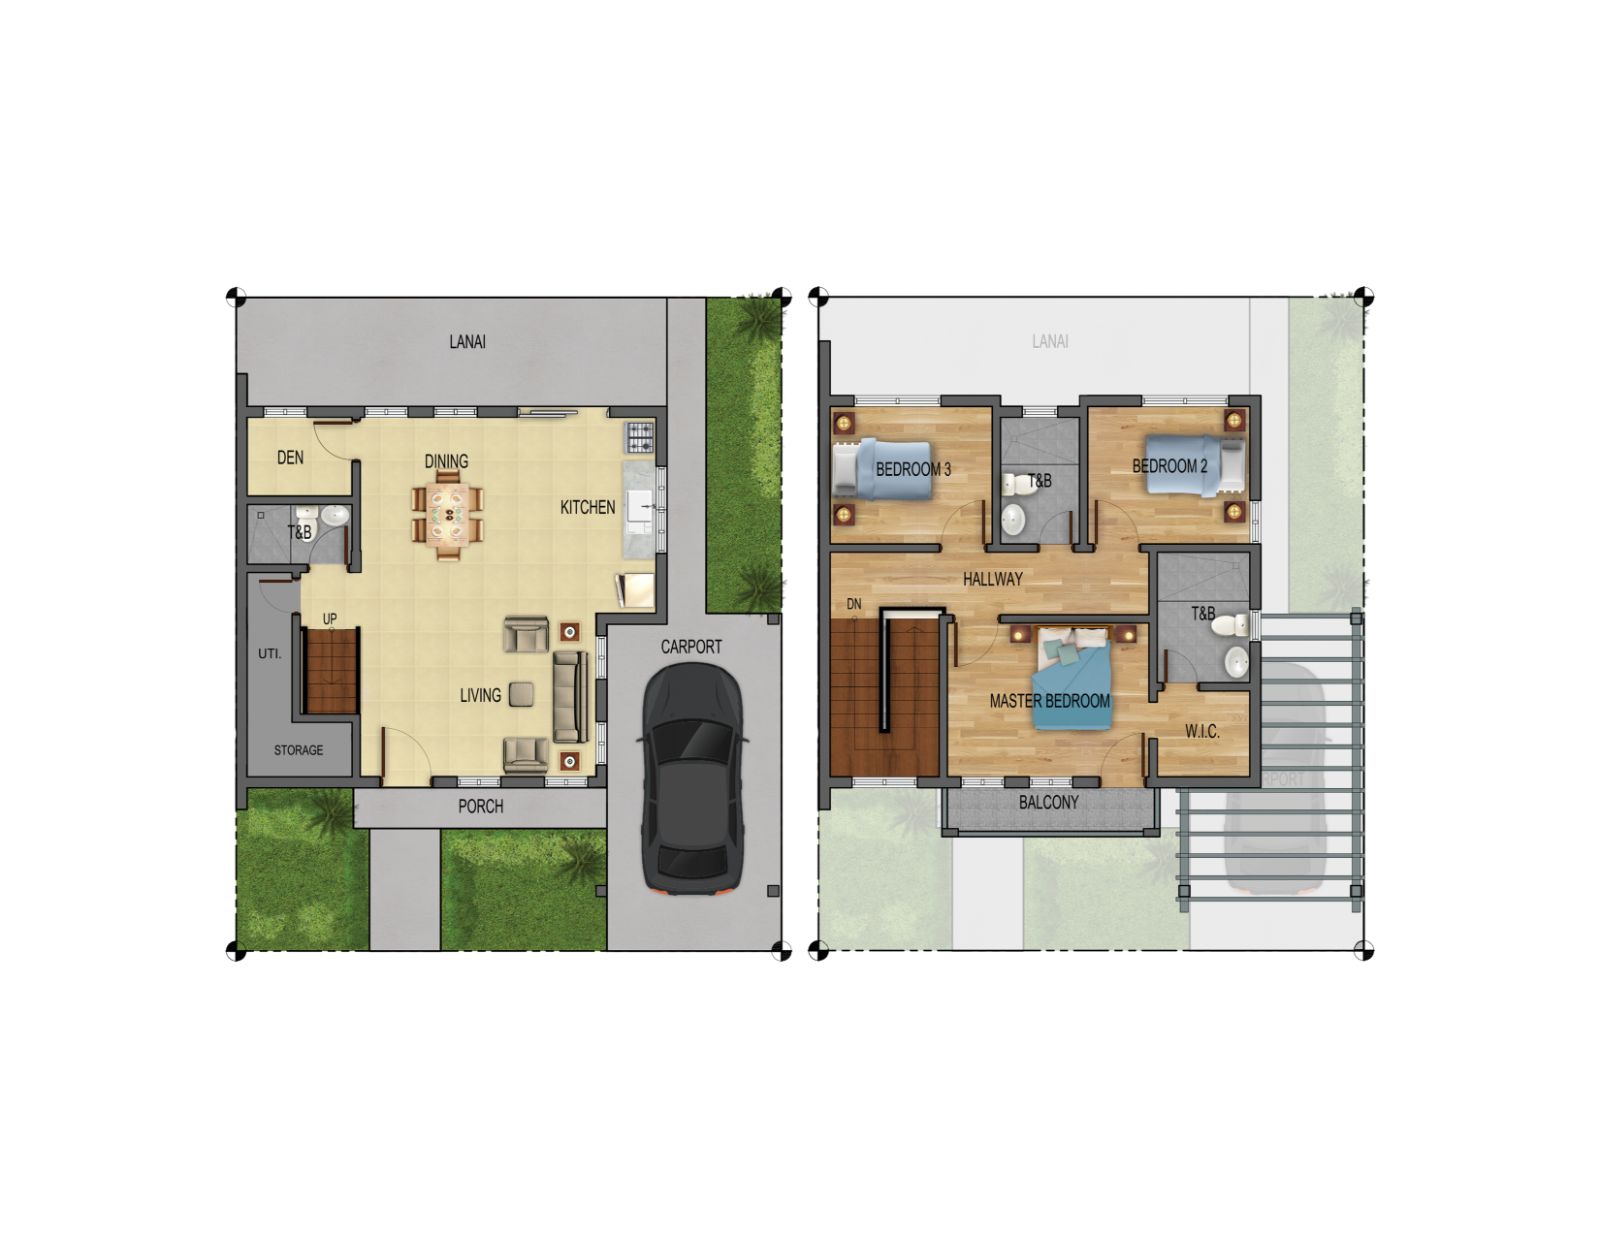 LANAI
DEN
DINING
KITCHEN
T&B
UP
UTI.
CARPORT
LIVING
STORAGE
PORCH
LANAI
BEDROOM 3
T&B
BEDROOM 2
HALLWAY
DN
T&B
MASTER BEDROOM
W.I.C.
BALCONY